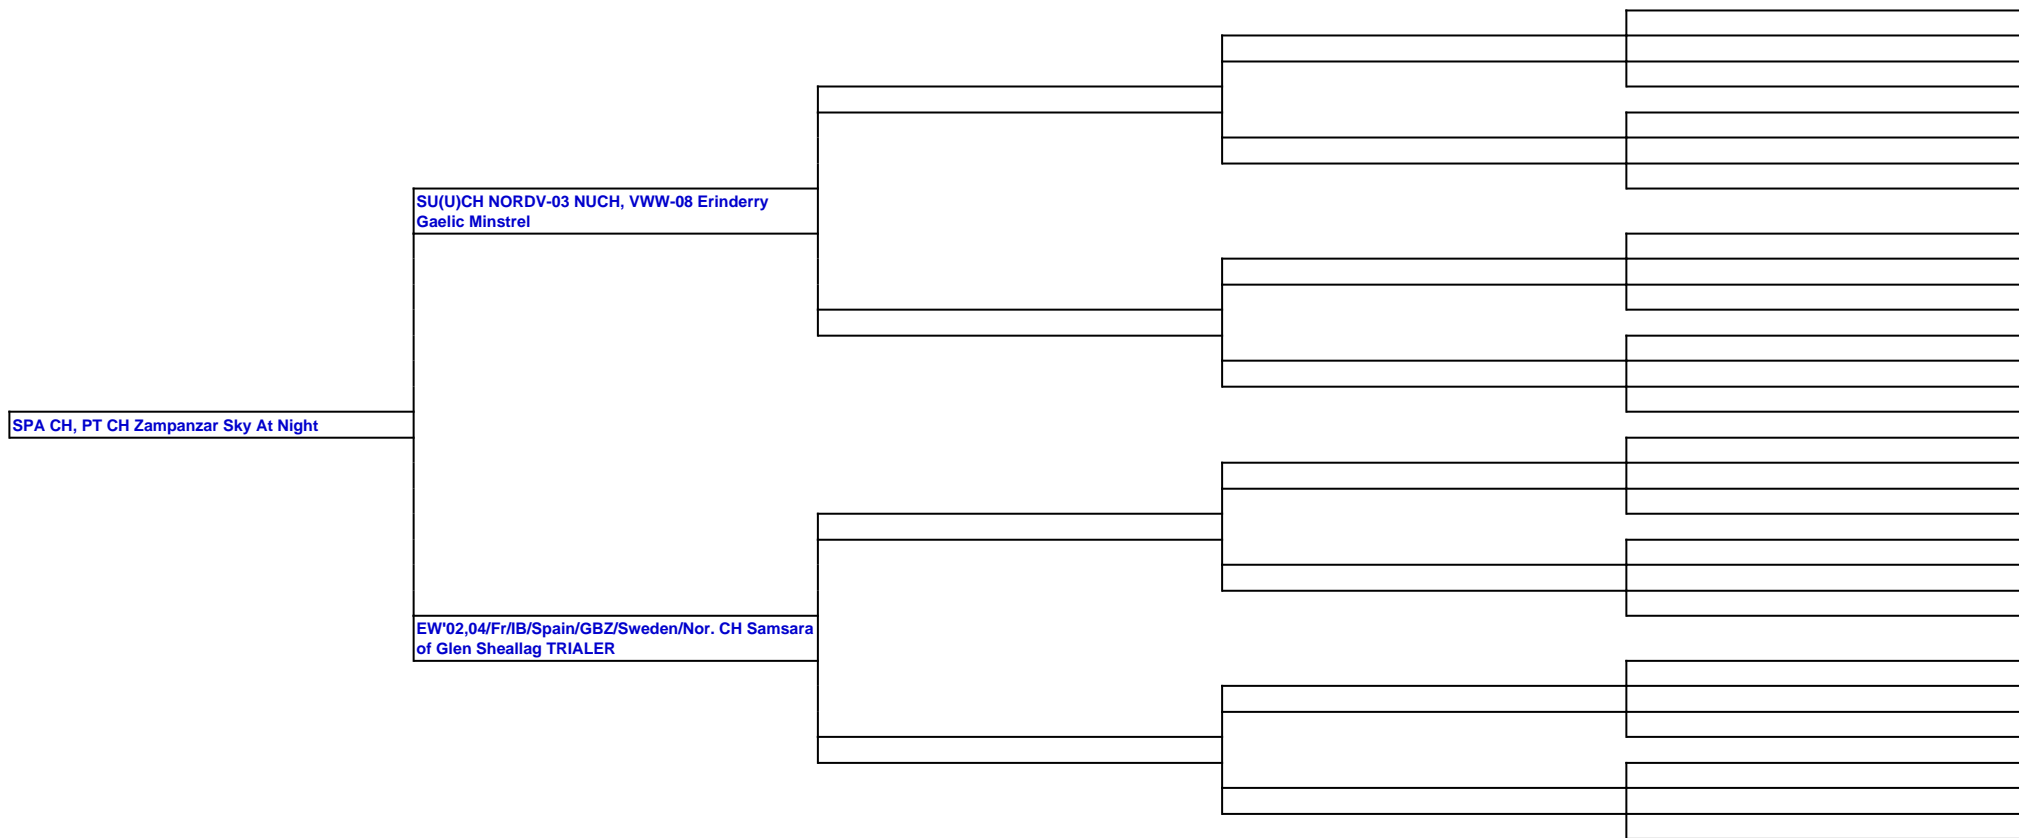 SU(U)CH NORDV-03 NUCH, VWW-08 Erinderry
Gaelic Minstrel
SPA CH, PT CH Zampanzar Sky At Night
EW'02,04/Fr/IB/Spain/GBZ/Sweden/Nor. CH Samsara
of Glen Sheallag TRIALER